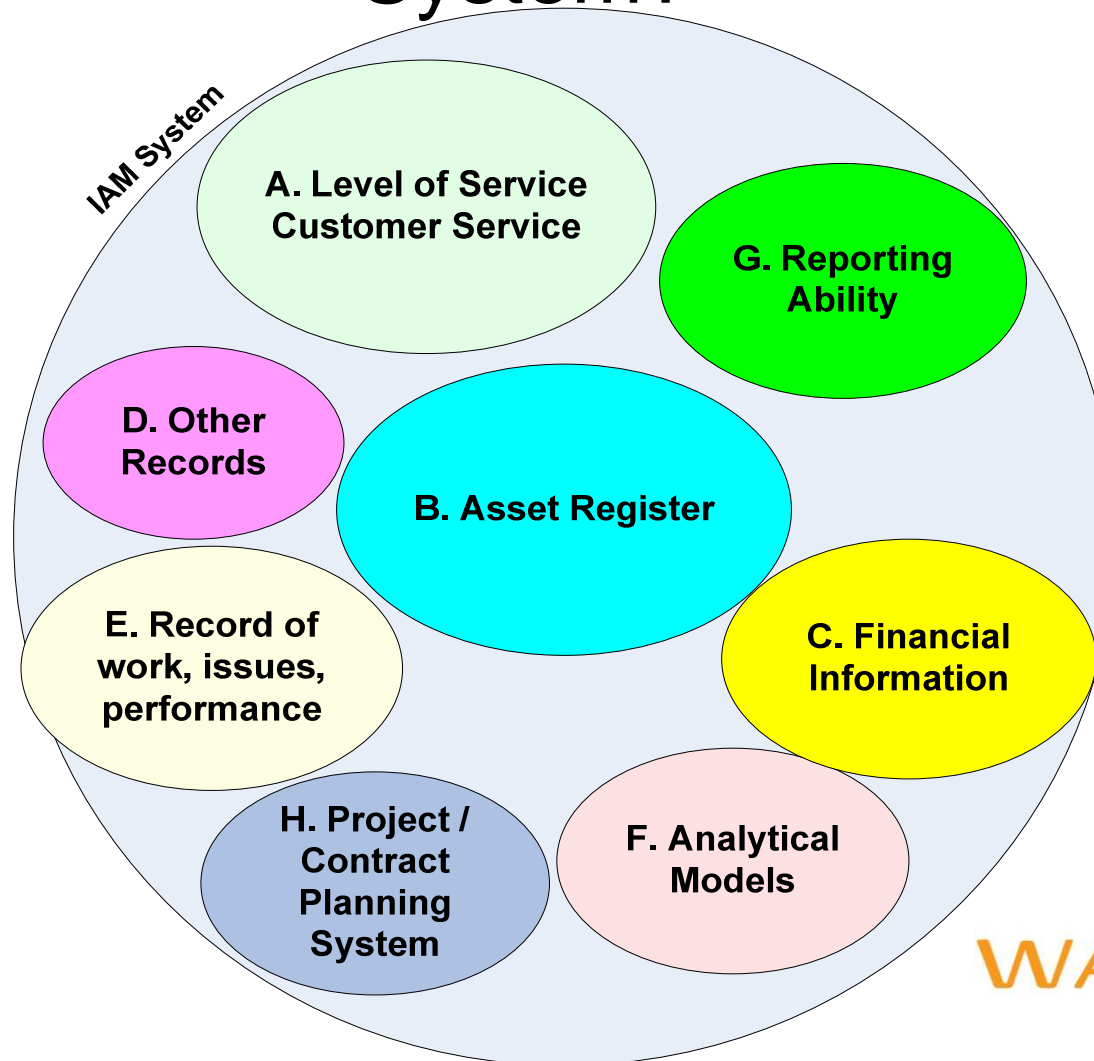 IAM System
A. Level of Service
Customer Service
G. Reporting
Ability
D. Other
Records
B. Asset Register
E. Record of
work, issues,
performance
C. Financial
Information
H. Project /
Contract
Planning
System
F. Analytical
Models
WA